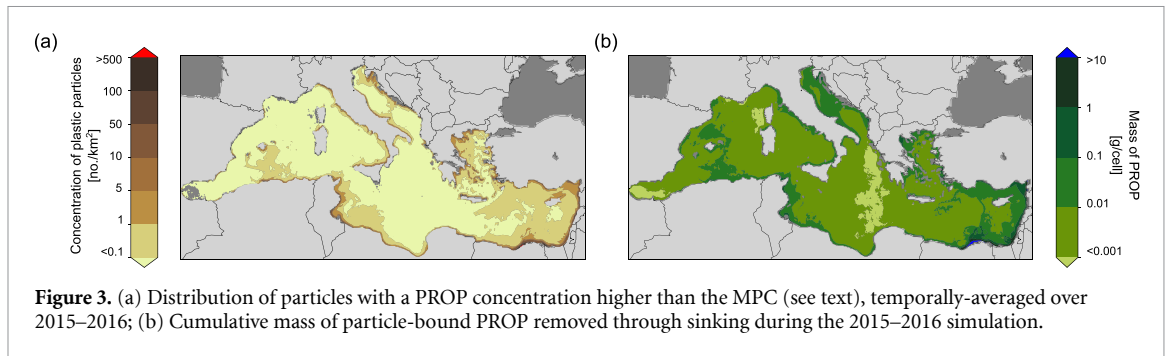 (a)
Concentration of plastic particles
[no./km²]
>500
100
50
10
5
1
<0.1
(b)
>10
1
0.1
0.01
<0.001
Mass of PROP
[g/cell]
Figure 3. (a) Distribution of particles with a PROP concentration higher than the MPC (see text), temporally-averaged over
2015–2016; (b) Cumulative mass of particle-bound PROP removed through sinking during the 2015–2016 simulation.